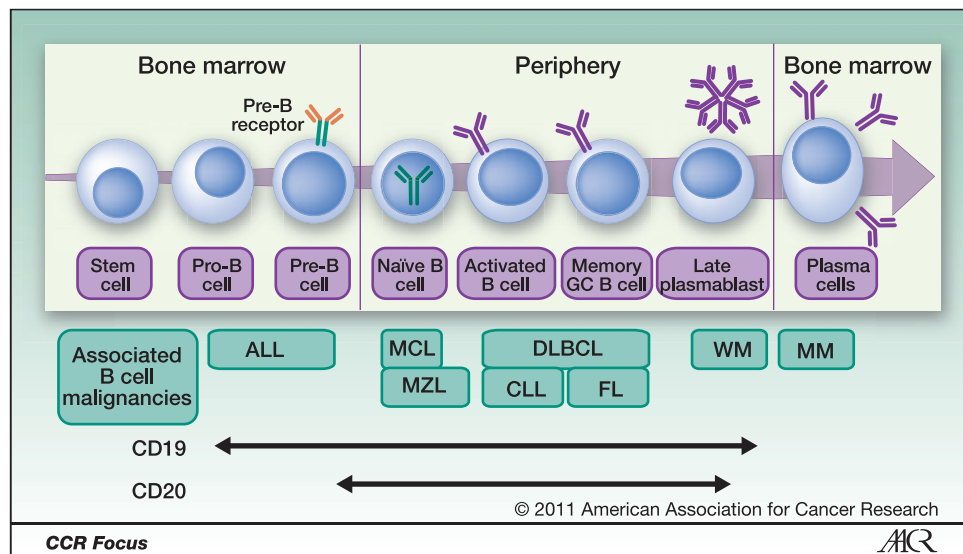 Bone marrow
Periphery
Bone marrow
Pre-B
receptor
Stem
cell
Pro-B
cell
Pre-B
cell
Naïve B
cell
Activated
B cell
Memory
GC B cell
Late
plasmablast
Plasma
cells
Associated
B cell
malignancies
ALL
MCL
MZL
DLBCL
CLL
FL
WM
MM
CD19
CD20
© 2011 American Association for Cancer Research
CCR Focus
AACR